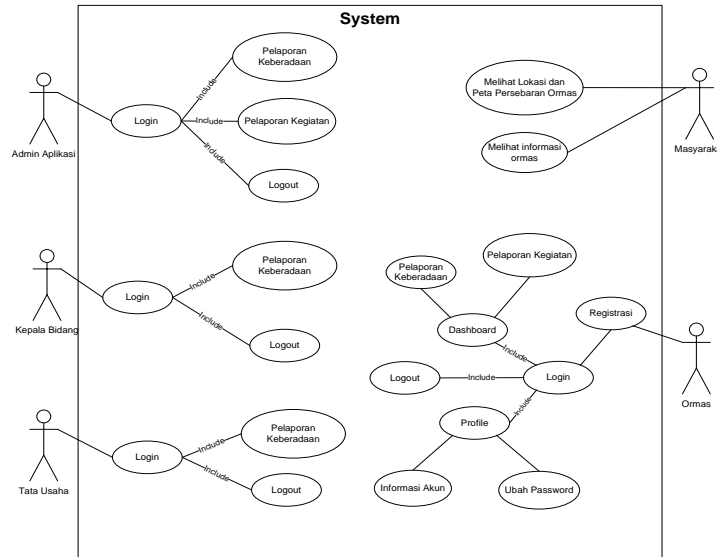 System
Pelaporan
Keberadaan
Include
Admin Aplikasi
Login
Include
Pelaporan Kegiatan
Include
Logout
Melihat Lokasi dan
Peta Persebaran Ormas
Masyaraka
Melihat informasi
ormas
Kepala Bidang
Login
Include
Pelaporan
Keberadaan
Include
Logout
Pelaporan
Keberadaan
Pelaporan Kegiatan
Dashboard
Registrasi
Include
Logout
Include
Login
Ormas
Include
Profile
Informasi Akun
Ubah Password
Tata Usaha
Login
Include
Pelaporan
Keberadaan
Include
Logout